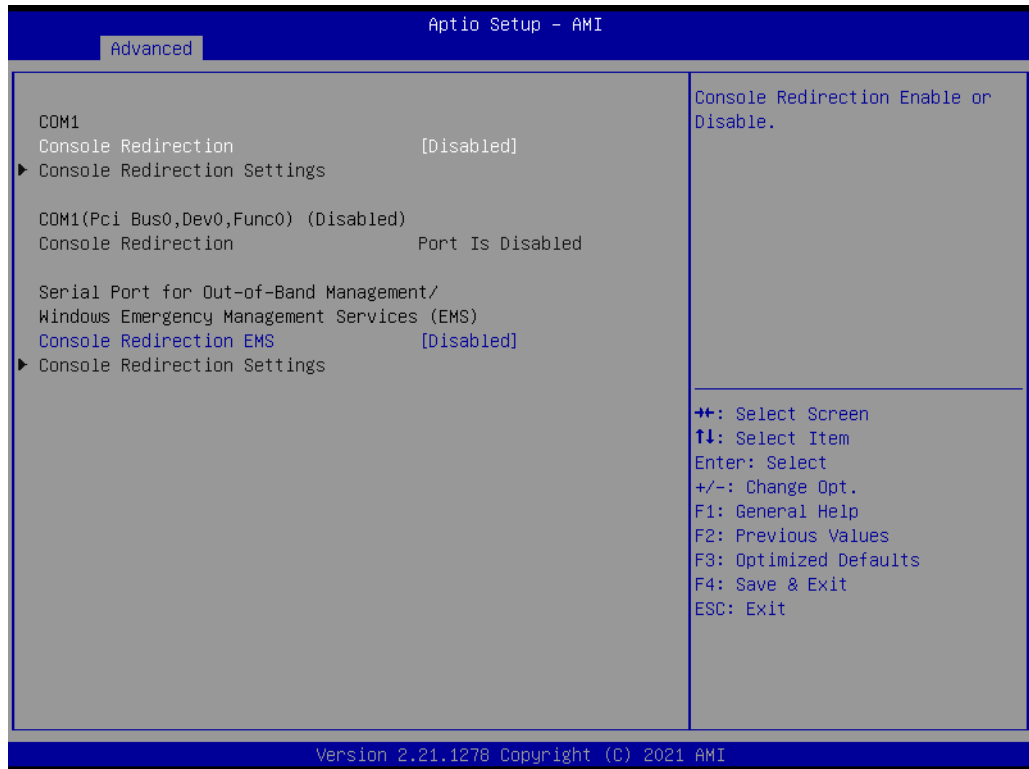 Aptio Setup – AMI
Advanced
COM1
Console Redirection [Disabled]
▶ Console Redirection Settings
COM1(Pci Bus0,Dev0,Func0) (Disabled)
Console Redirection Port Is Disabled
Serial Port for Out-of-Band Management/
Windows Emergency Management Services (EMS)
Console Redirection EMS [Disabled]
▶ Console Redirection Settings
Console Redirection Enable or
Disable.
→←: Select Screen
↑↓: Select Item
Enter: Select
+/-: Change Opt.
F1: General Help
F2: Previous Values
F3: Optimized Defaults
F4: Save & Exit
ESC: Exit
Version 2.21.1278 Copyright (C) 2021 AMI